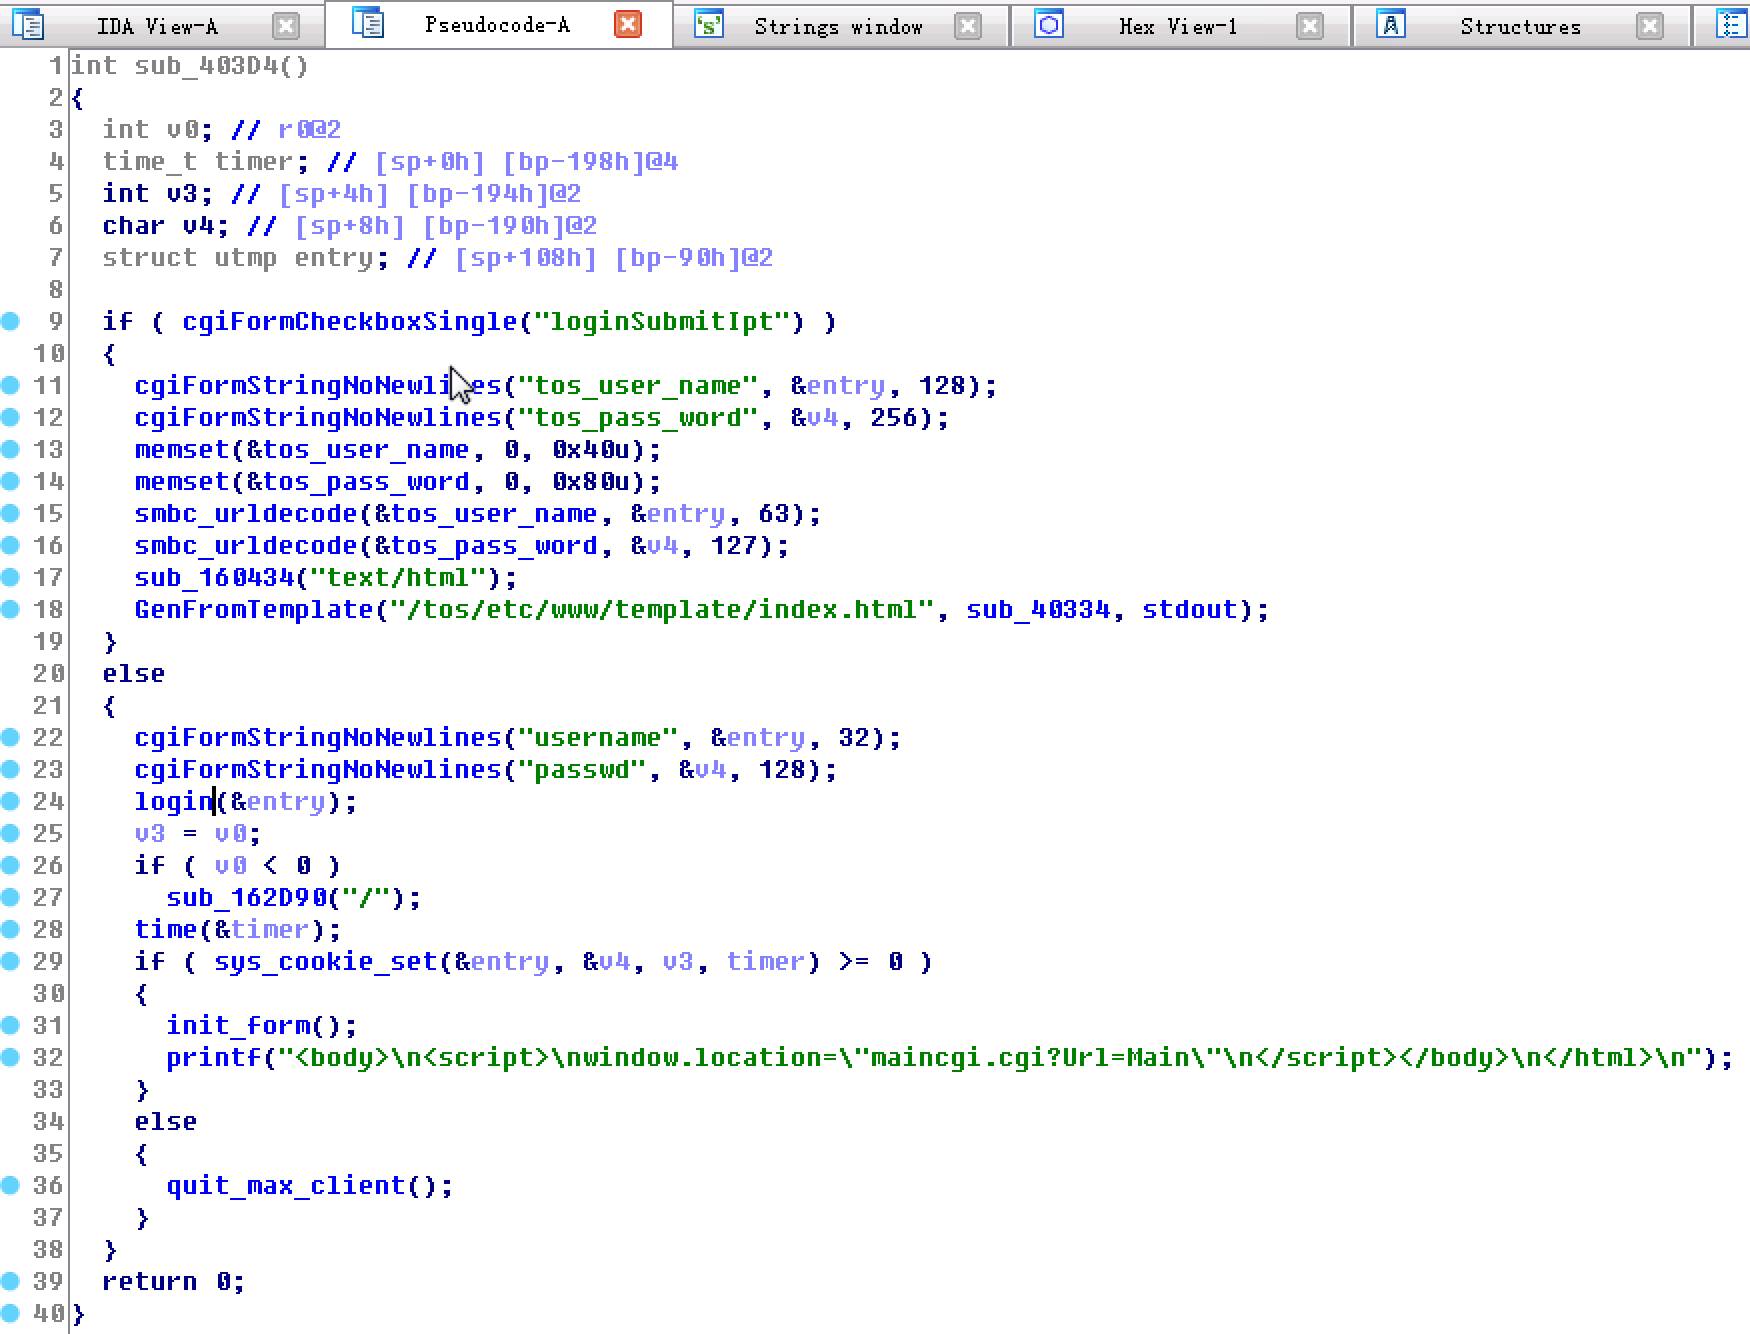 IDA View-A Pseudocode-A Strings window Hex View-1 Structures
1 int sub_403D4()
2 {
3 int v0; // r0@2
4 time_t timer; // [sp+0h] [bp-198h]@4
5 int v3; // [sp+4h] [bp-194h]@2
6 char v4; // [sp+8h] [bp-190h]@2
7 struct utmp entry; // [sp+108h] [bp-90h]@2
8
9 if ( cgiFormCheckboxSingle("loginSubmitIpt") )
10 {
11 cgiFormStringNoNewlines("tos_user_name", &entry, 128);
12 cgiFormStringNoNewlines("tos_pass_word", &v4, 256);
13 memset(&tos_user_name, 0, 0x40u);
14 memset(&tos_pass_word, 0, 0x80u);
15 smbc_urldecode(&tos_user_name, &entry, 63);
16 smbc_urldecode(&tos_pass_word, &v4, 127);
17 sub_160434("text/html");
18 GenFromTemplate("/tos/etc/www/template/index.html", sub_40334, stdout);
19 }
20 else
21 {
22 cgiFormStringNoNewlines("username", &entry, 32);
23 cgiFormStringNoNewlines("passwd", &v4, 128);
24 login(&entry);
25 v3 = v0;
26 if ( v0 < 0 )
27 sub_162D90("/");
28 time(&timer);
29 if ( sys_cookie_set(&entry, &v4, v3, timer) >= 0 )
30 {
31 init_form();
32 printf("<body>\n<script>\nwindow.location=\"maincgi.cgi?Url=Main\"\n</script></body>\n</html>\n");
33 }
34 else
35 {
36 quit_max_client();
37 }
38 }
39 return 0;
40 }